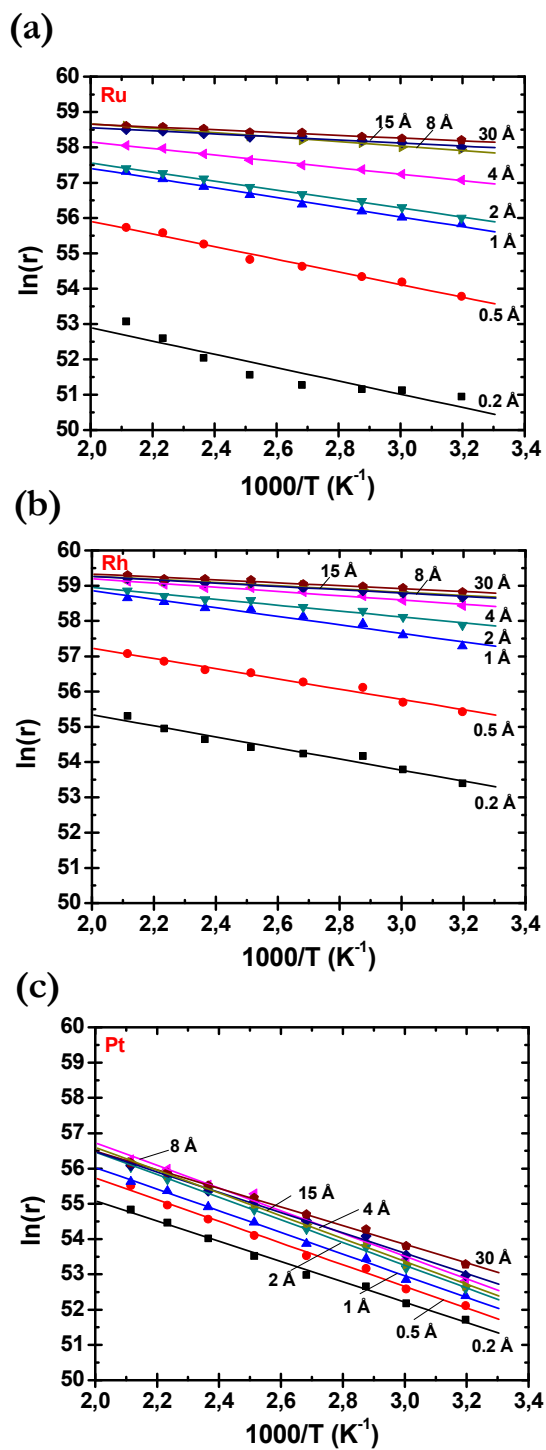 (a)
60
59
58
57
56
55
54
53
52
51
50
ln(r)
Ru
15 Å
8 Å
30 Å
4 Å
2 Å
1 Å
0.5 Å
0.2 Å
2,0 2,2 2,4 2,6 2,8 3,0 3,2 3,4
1000/T (K⁻¹)
(b)
60
59
58
57
56
55
54
53
52
51
50
ln(r)
Rh
15 Å
8 Å
30 Å
4 Å
2 Å
1 Å
0.5 Å
0.2 Å
2,0 2,2 2,4 2,6 2,8 3,0 3,2 3,4
1000/T (K⁻¹)
(c)
60
59
58
57
56
55
54
53
52
51
50
ln(r)
Pt
8 Å
15 Å
4 Å
30 Å
2 Å
1 Å
0.5 Å
0.2 Å
2,0 2,2 2,4 2,6 2,8 3,0 3,2 3,4
1000/T (K⁻¹)